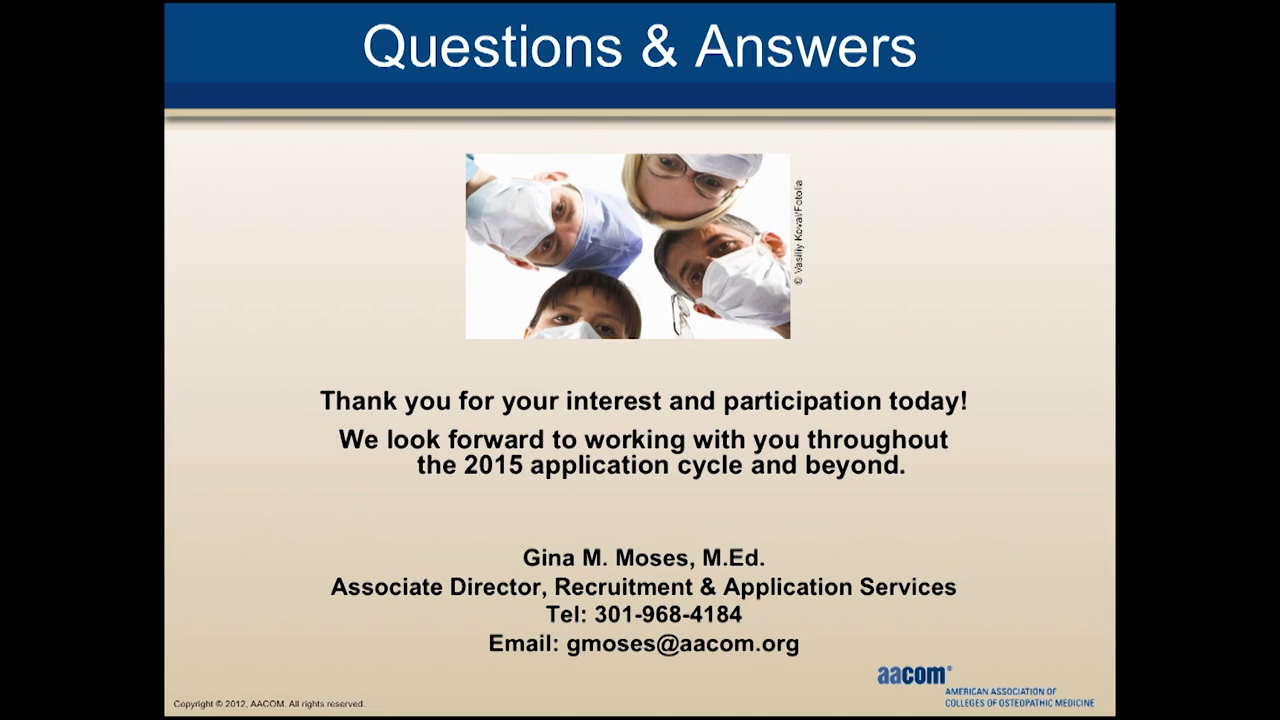 Questions & Answers
© Vasiliy Koval/Fotolia
Thank you for your interest and participation today!
We look forward to working with you throughout
the 2015 application cycle and beyond.
Gina M. Moses, M.Ed.
Associate Director, Recruitment & Application Services
Tel: 301-968-4184
Email: gmoses@aacom.org
aacom®
AMERICAN ASSOCIATION OF
COLLEGES OF OSTEOPATHIC MEDICINE
Copyright © 2012, AACOM. All rights reserved.